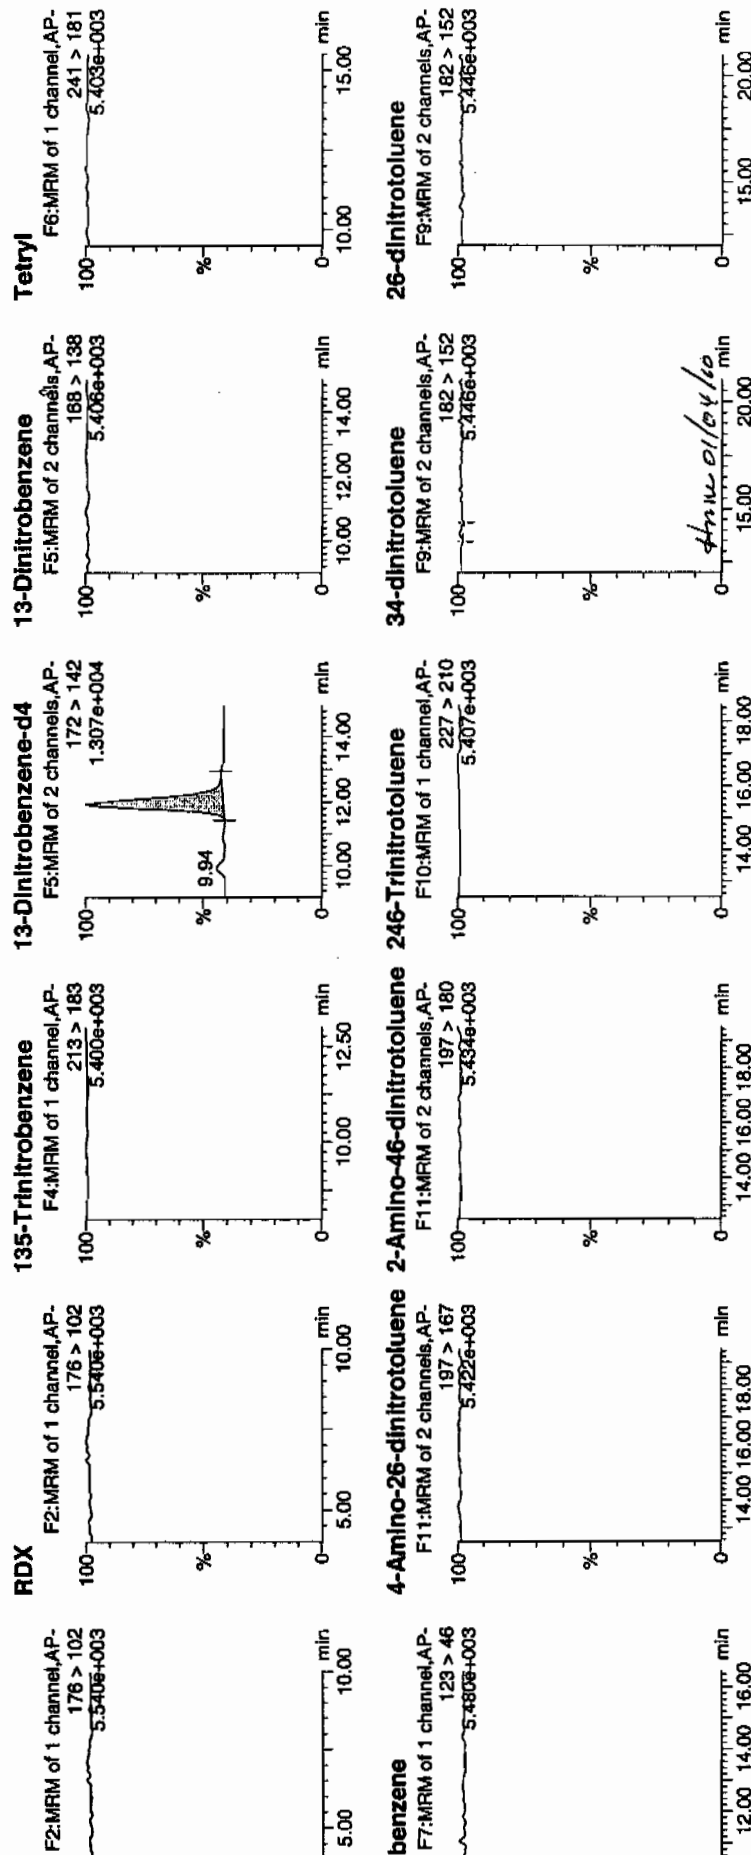 F2:MRM of 1 channel,AP-
176 > 102
5.540e+003
5.00
10.00
min
RDX
F2:MRM of 1 channel,AP-
176 > 102
5.540e+003
100
%
0
5.00
10.00
min
135-Trinitrobenzene
F4:MRM of 1 channel,AP-
213 > 183
5.400e+003
100
%
0
10.00
12.50
min
13-Dinitrobenzene-d4
F5:MRM of 2 channels,AP-
172 > 142
1.307e+004
100
9.94
%
0
10.00
12.00
14.00
min
13-Dinitrobenzene
F5:MRM of 2 channels,AP-
168 > 138
5.406e+003
100
%
0
10.00
12.00
14.00
min
Tetryl
F6:MRM of 1 channel,AP-
241 > 181
5.403e+003
100
%
0
10.00
15.00
min
benzene
F7:MRM of 1 channel,AP-
123 > 46
5.480e+003
12.00
14.00
16.00
min
4-Amino-26-dinitrotoluene
F11:MRM of 2 channels,AP-
197 > 167
5.422e+003
100
%
0
14.00
16.00
18.00
min
2-Amino-46-dinitrotoluene
F11:MRM of 2 channels,AP-
197 > 180
5.434e+003
100
%
0
14.00
16.00
18.00
min
246-Trinitrotoluene
F10:MRM of 1 channel,AP-
227 > 210
5.407e+003
100
%
0
14.00
16.00
18.00
min
34-dinitrotoluene
F9:MRM of 2 channels,AP-
182 > 152
5.446e+003
100
%
01/04/10
0
15.00
20.00
min
26-dinitrotoluene
F9:MRM of 2 channels,AP-
182 > 152
5.446e+003
100
%
0
15.00
20.00
min